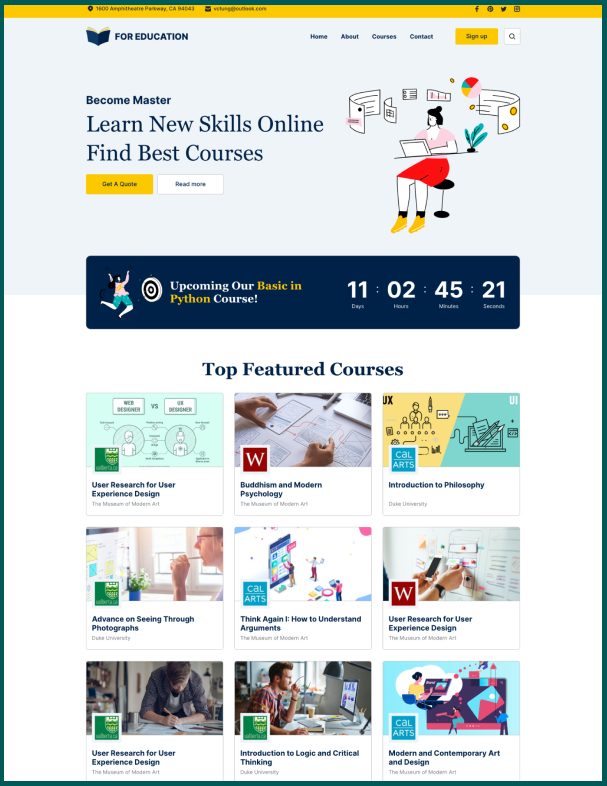 1600 Amphitheatre Parkway, CA 94043
vctung@outlook.com
FOR EDUCATION
Home
About
Courses
Contact
Sign up
Become Master
Learn New Skills Online
Find Best Courses
Get A Quote
Read more
Upcoming Our Basic in
Python Course!
11 : 02 : 45 : 21
Days
Hours
Minutes
Seconds
Top Featured Courses
WEB
DESIGNER
VS
UX
DESIGNER
W
UX
UI
CAL
ARTS
User Research for User
Experience Design
The Museum of Modern Art
Buddhism and Modern
Psychology
The Museum of Modern Art
Introduction to Philosophy
Duke University
CAL
ARTS
W
Advance on Seeing Through
Photographs
Duke University
Think Again I: How to Understand
Arguments
The Museum of Modern Art
User Research for User
Experience Design
The Museum of Modern Art
CAL
ARTS
User Research for User
Experience Design
The Museum of Modern Art
Introduction to Logic and Critical
Thinking
Duke University
Modern and Contemporary Art
and Design
The Museum of Modern Art